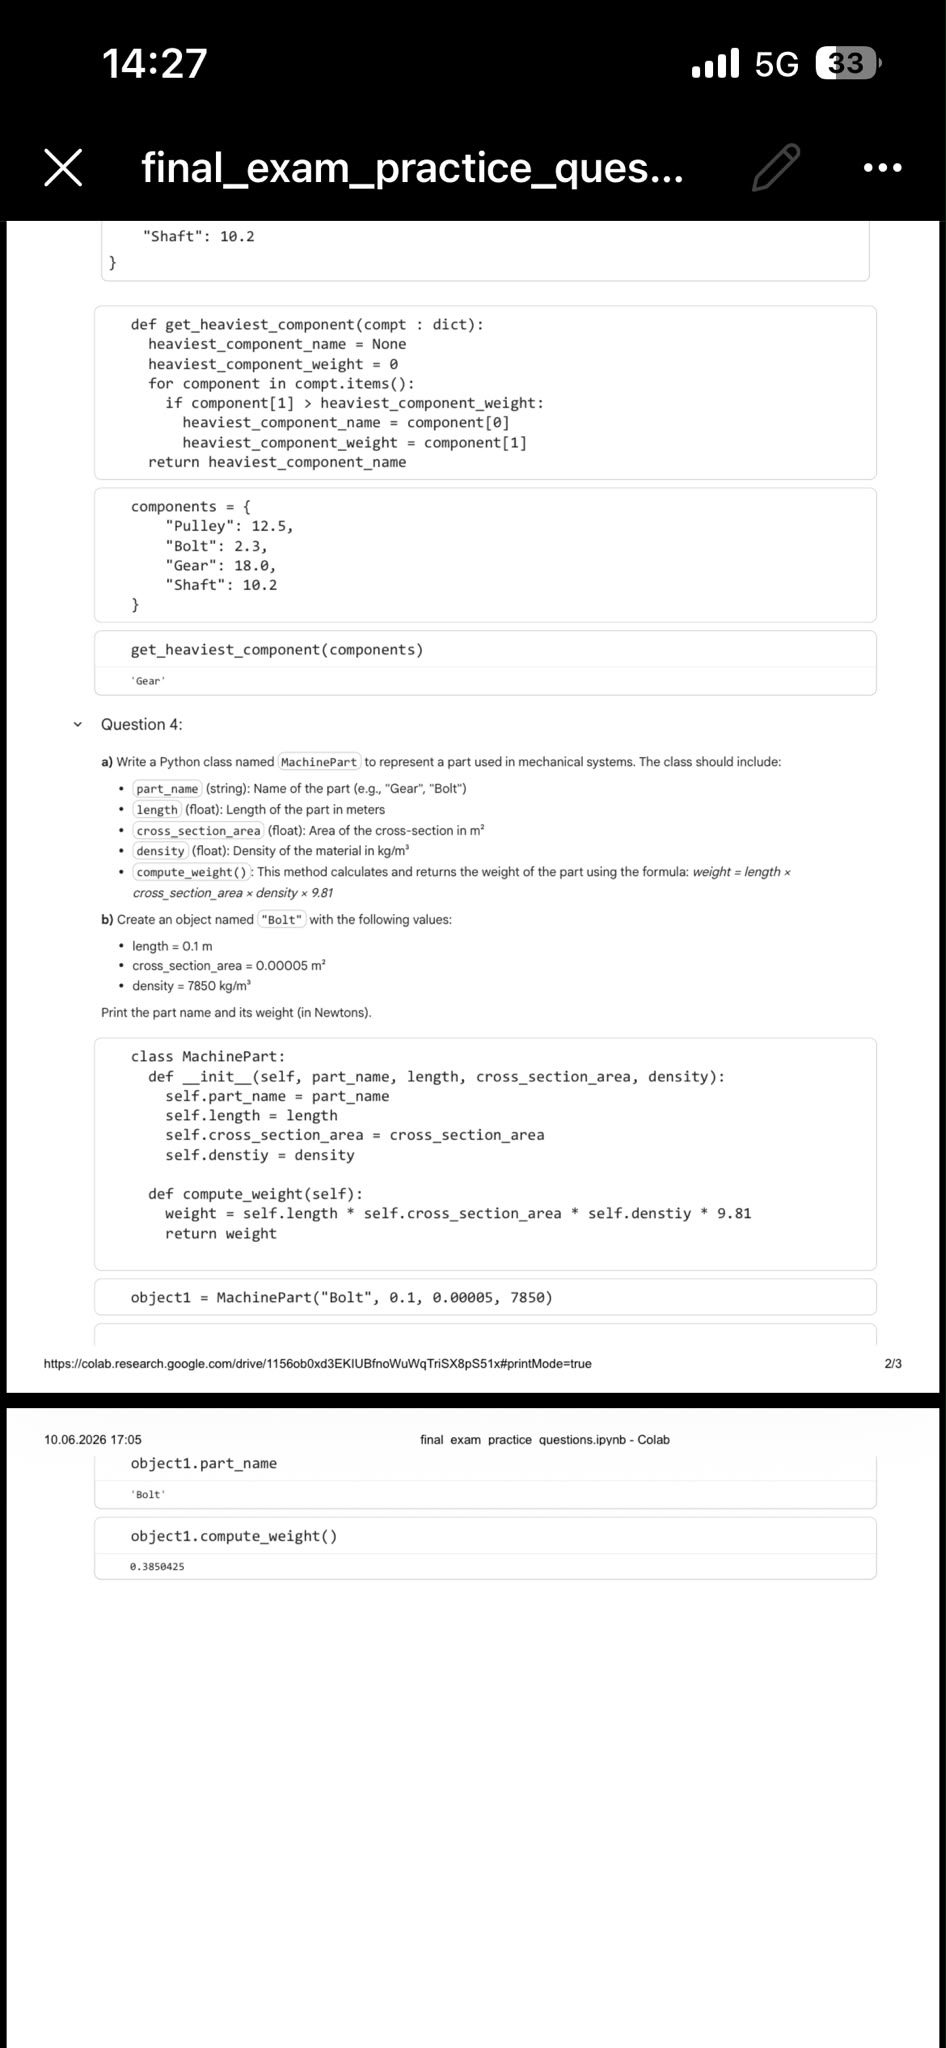 14:27
5G 33
final_exam_practice_ques...
"Shaft": 10.2
}
def get_heaviest_component(compt : dict):
heaviest_component_name = None
heaviest_component_weight = 0
for component in compt.items():
if component[1] > heaviest_component_weight:
heaviest_component_name = component[0]
heaviest_component_weight = component[1]
return heaviest_component_name
components = {
"Pulley": 12.5,
"Bolt": 2.3,
"Gear": 18.0,
"Shaft": 10.2
}
get_heaviest_component(components)
'Gear'
Question 4:
a) Write a Python class named MachinePart to represent a part used in mechanical systems. The class should include:
• part_name (string): Name of the part (e.g., "Gear", "Bolt")
• length (float): Length of the part in meters
• cross_section_area (float): Area of the cross-section in m²
• density (float): Density of the material in kg/m³
• compute_weight() : This method calculates and returns the weight of the part using the formula: weight = length ×
cross_section_area × density × 9.81
b) Create an object named "Bolt" with the following values:
• length = 0.1 m
• cross_section_area = 0.00005 m²
• density = 7850 kg/m³
Print the part name and its weight (in Newtons).
class MachinePart:
def __init__(self, part_name, length, cross_section_area, density):
self.part_name = part_name
self.length = length
self.cross_section_area = cross_section_area
self.denstiy = density
def compute_weight(self):
weight = self.length * self.cross_section_area * self.denstiy * 9.81
return weight
object1 = MachinePart("Bolt", 0.1, 0.00005, 7850)
https://colab.research.google.com/drive/1156ob0xd3EKIUBfnoWuWqTriSX8pS51x#printMode=true 2/3
10.06.2026 17:05 final_exam_practice_questions.ipynb - Colab
object1.part_name
'Bolt'
object1.compute_weight()
0.3850425